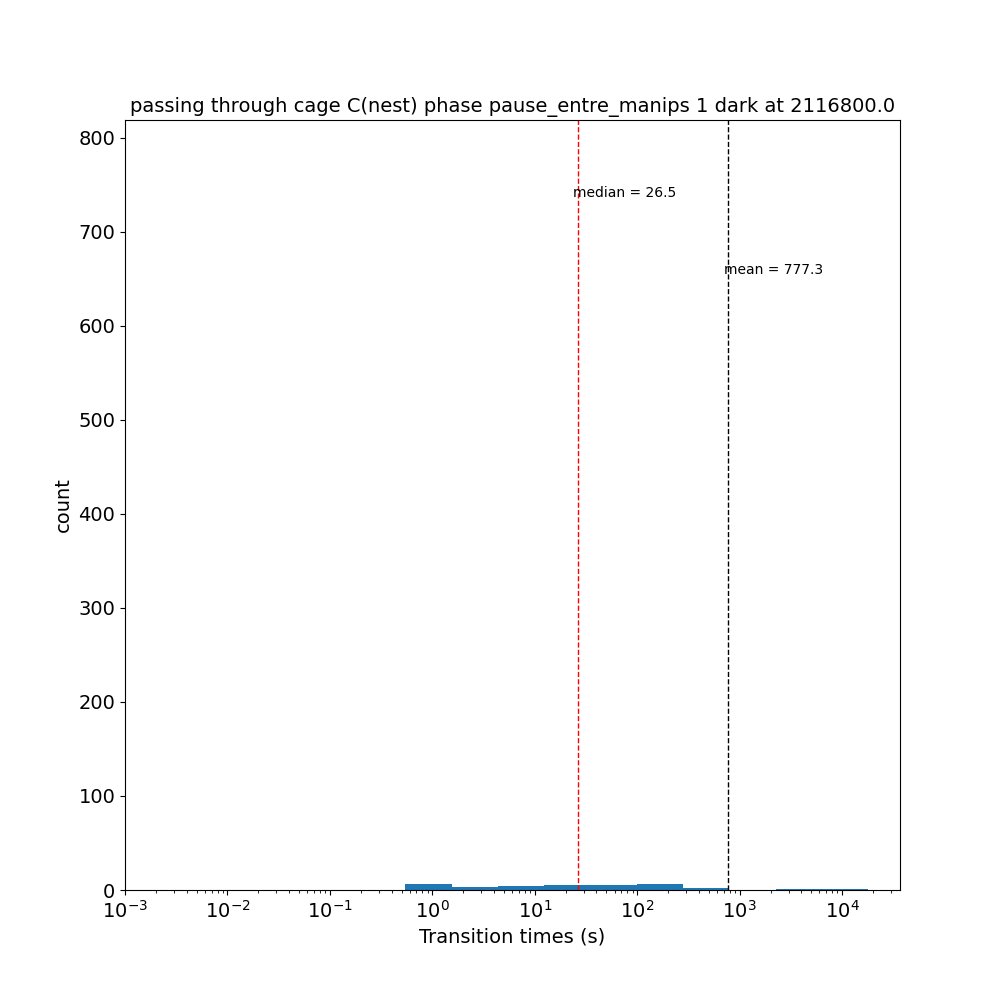 passing through cage C(nest) phase pause_entre_manips 1 dark at 2116800.0
800
median = 26.5
700
mean = 777.3
600
500
count
400
300
200
100
0
10⁻³ 10⁻² 10⁻¹ 10⁰ 10¹ 10² 10³ 10⁴
Transition times (s)